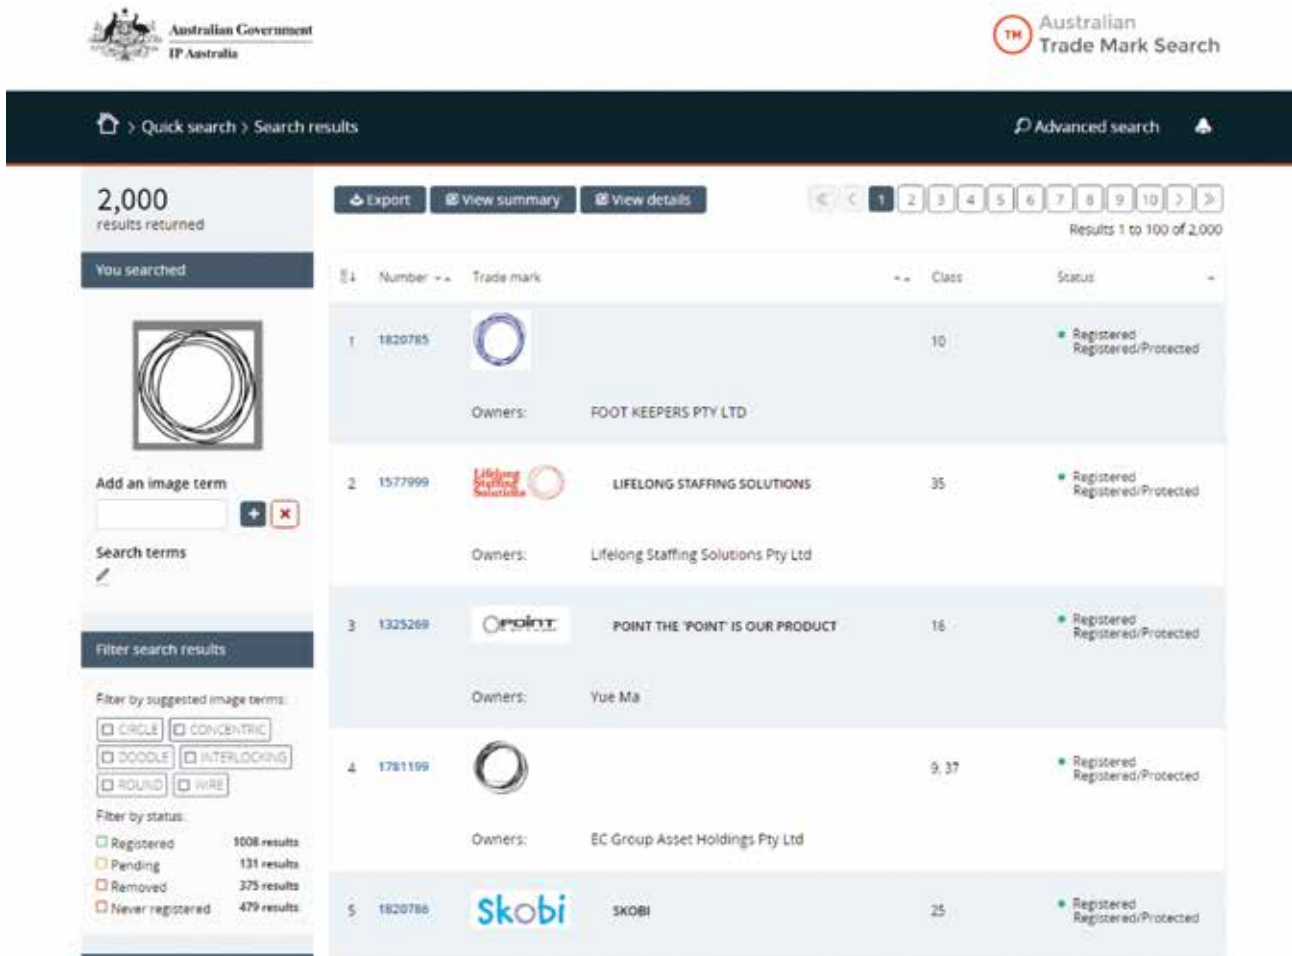 Australian Government
IP Australia
TM
Australian
Trade Mark Search
> Quick search > Search results
Advanced search
2,000
results returned
Export
View summary
View details
1 2 3 4 5 6 7 8 9 10
Results 1 to 100 of 2,000
You searched
Number
Trade mark
Class
Status
1
1820785
10
Registered
Registered/Protected
Owners:
FOOT KEEPERS PTY LTD
Add an image term
Search terms
2
1577999
Lifelong
Staffing
Solutions
LIFELONG STAFFING SOLUTIONS
35
Registered
Registered/Protected
Owners:
Lifelong Staffing Solutions Pty Ltd
3
1325269
POINT
POINT THE 'POINT' IS OUR PRODUCT
16
Registered
Registered/Protected
Owners:
Yue Ma
Filter search results
Filter by suggested image terms:
CIRCLE
CONCENTRIC
DOODLE
INTERLOCKING
ROUND
WIRE
Filter by status:
Registered 1008 results
Pending 131 results
Removed 375 results
Never registered 479 results
4
1781199
9, 37
Registered
Registered/Protected
Owners:
EC Group Asset Holdings Pty Ltd
5
1820786
Skobi
SKOBI
25
Registered
Registered/Protected